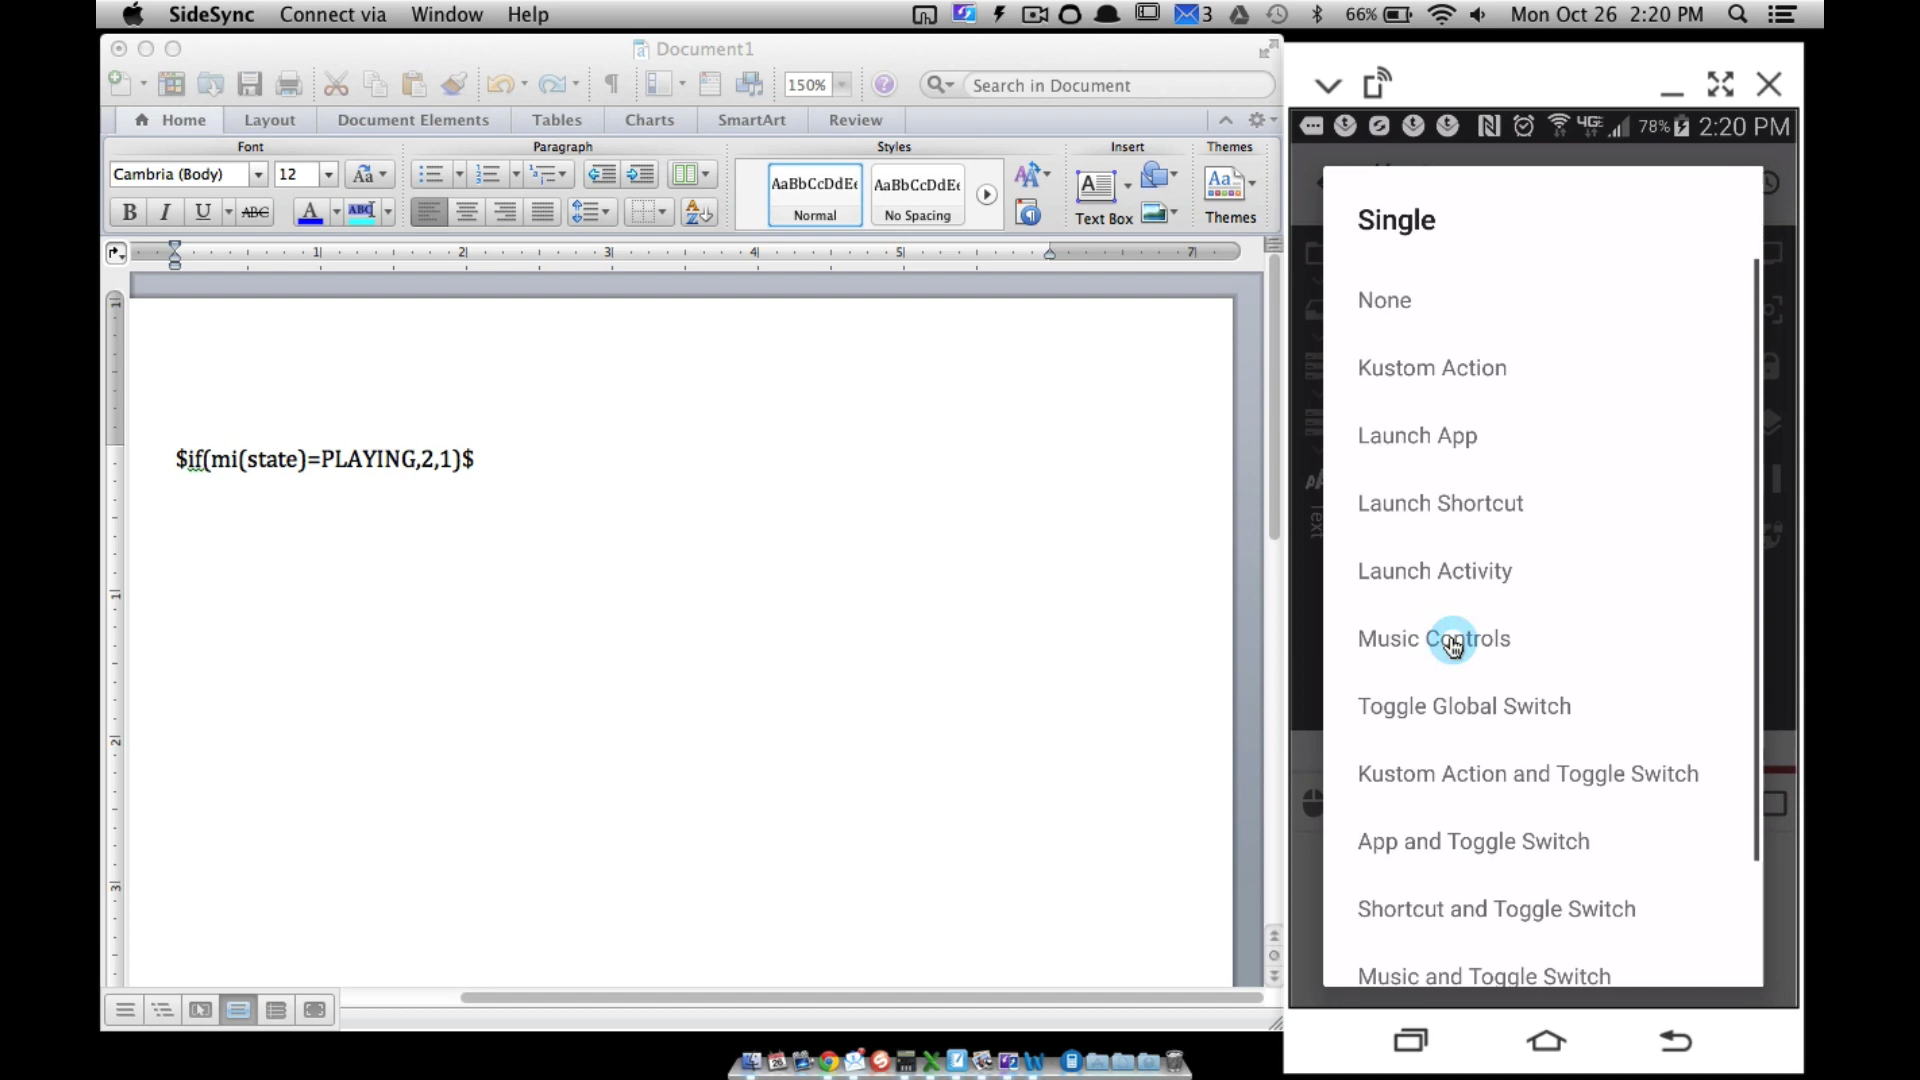 SideSync Connect via Window Help
3 66% Mon Oct 26 2:20 PM
Document1
150% Search in Document
Home Layout Document Elements Tables Charts SmartArt Review
Font Paragraph Styles Insert Themes
Cambria (Body) 12
Normal No Spacing Text Box Themes
$if(mi(state)=PLAYING,2,1)$
4GE 78% 2:20 PM
Single
None
Kustom Action
Launch App
Launch Shortcut
Launch Activity
Music Controls
Toggle Global Switch
Kustom Action and Toggle Switch
App and Toggle Switch
Shortcut and Toggle Switch
Music and Toggle Switch
Text